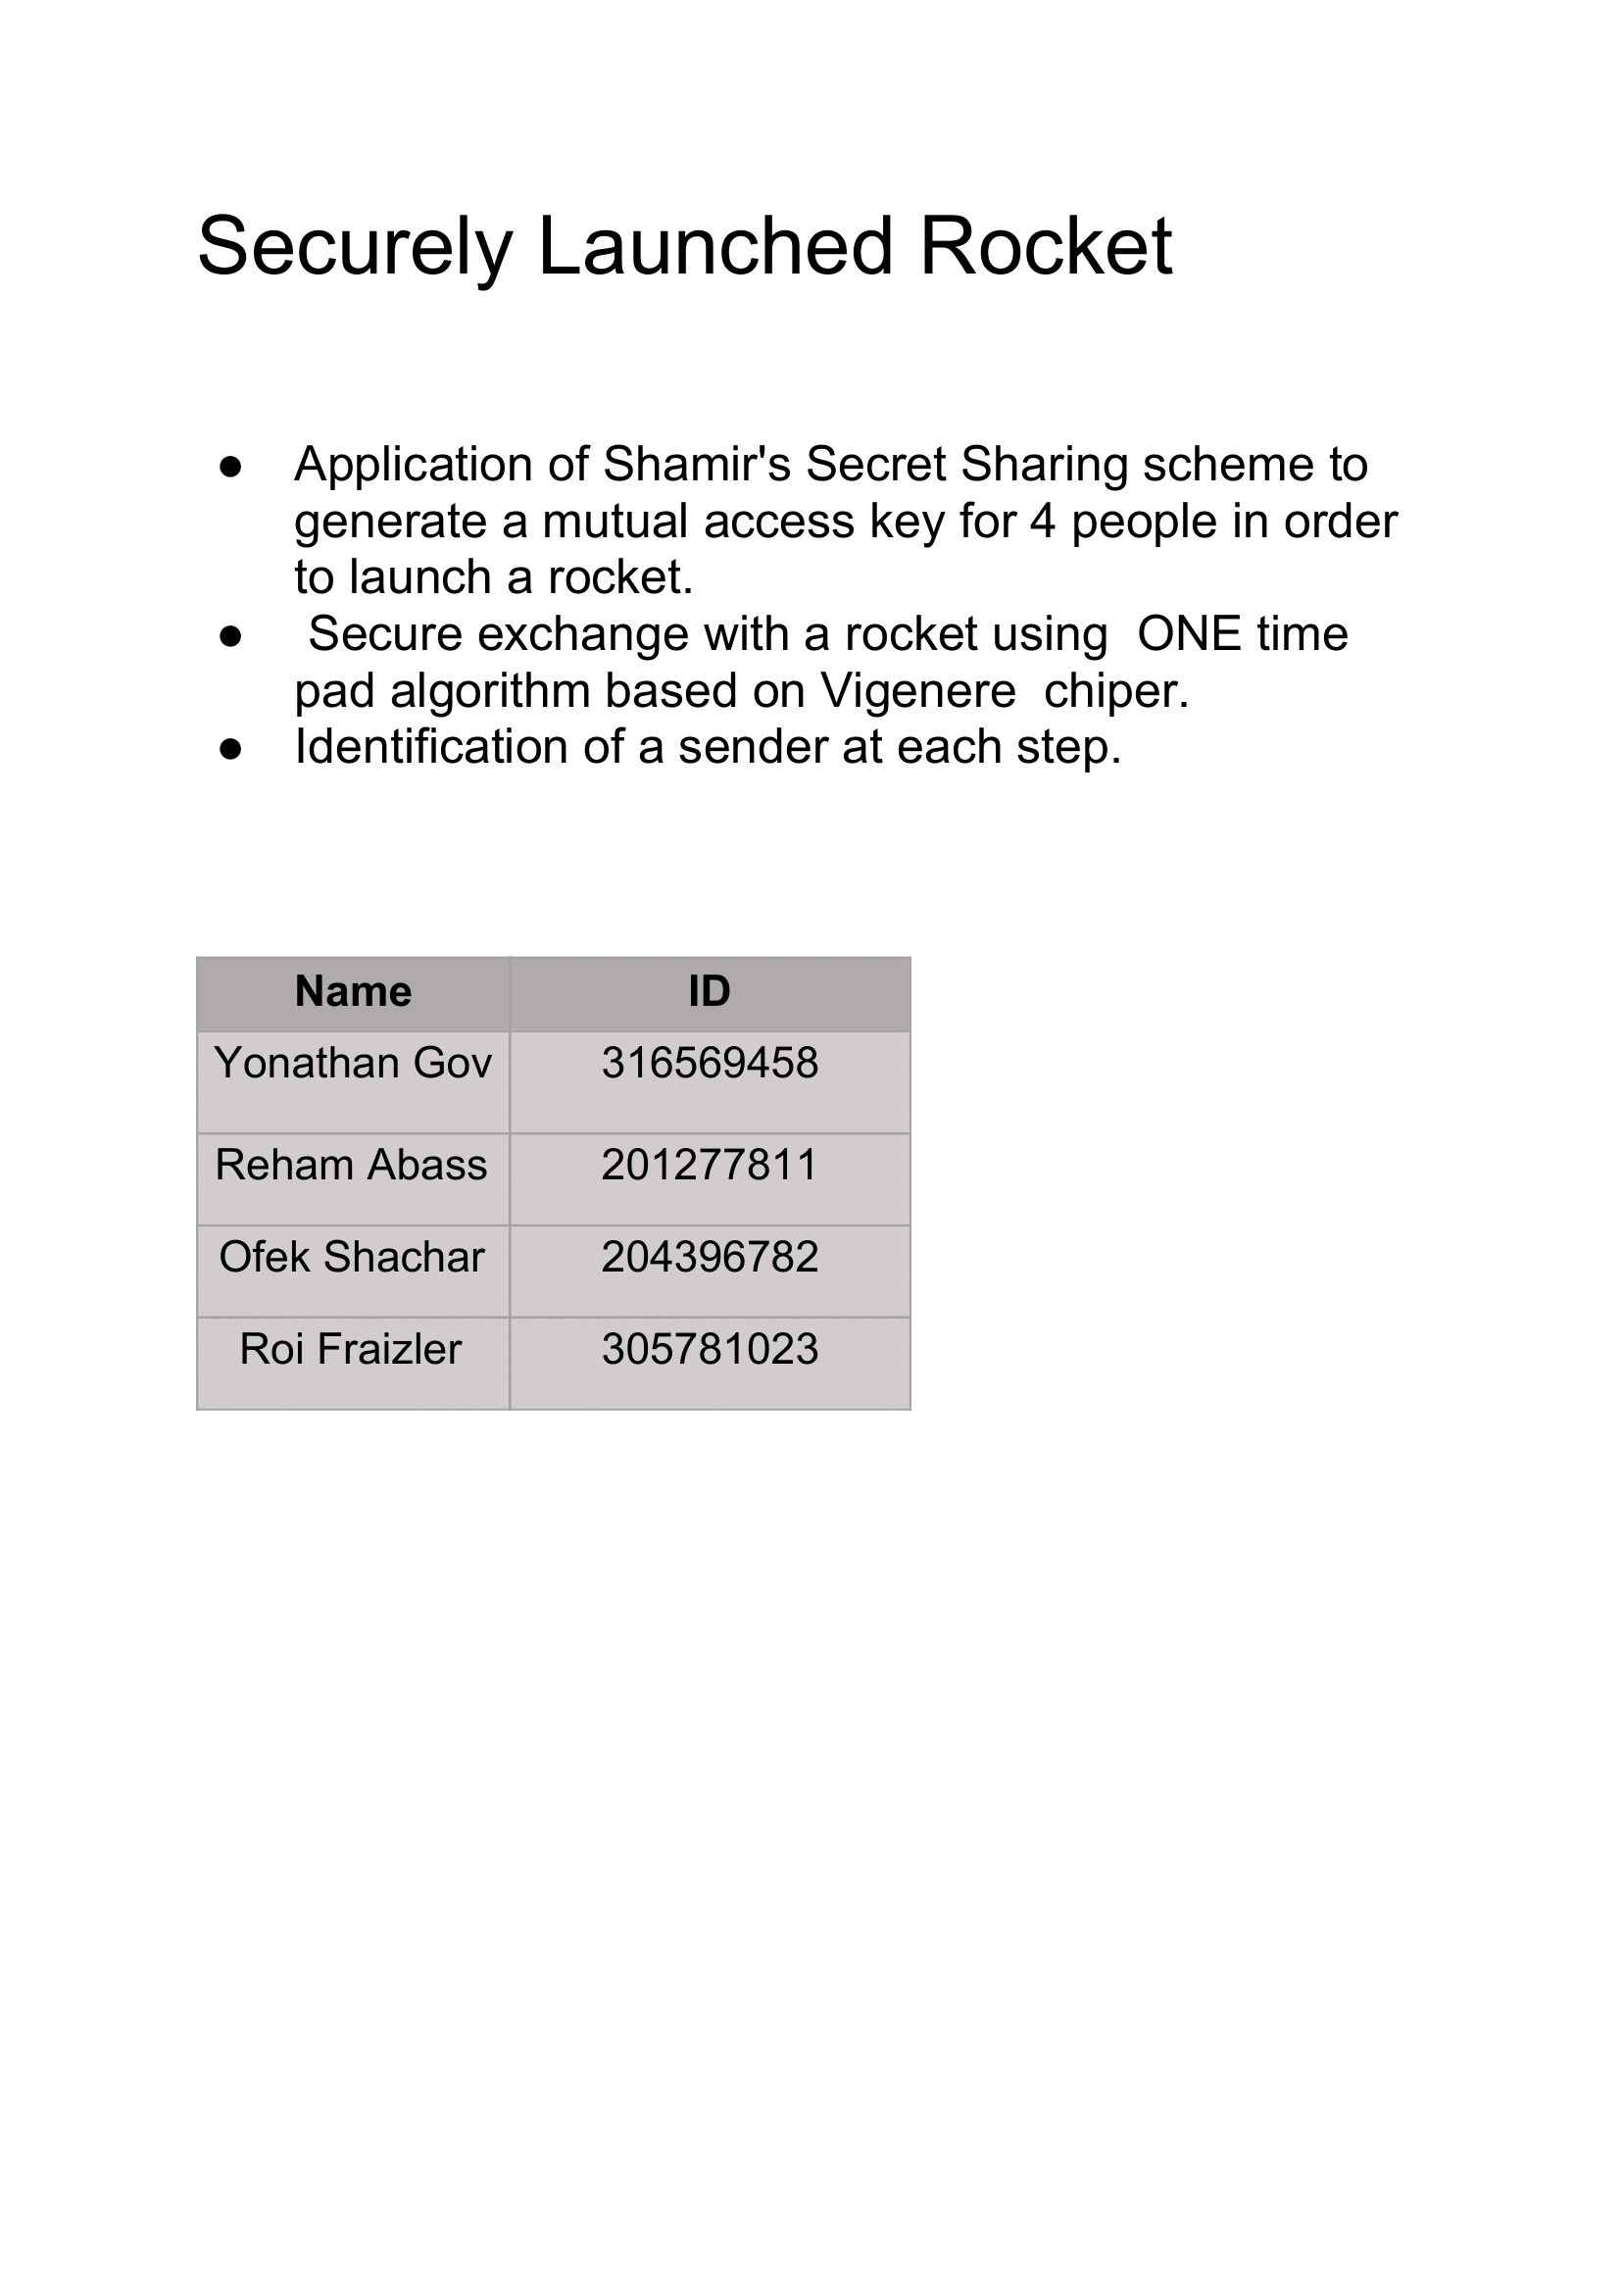 Securely Launched Rocket
● Application of Shamir's Secret Sharing scheme to
generate a mutual access key for 4 people in order
to launch a rocket.
● Secure exchange with a rocket using  ONE time
pad algorithm based on Vigenere  chiper.
● Identification of a sender at each step.
Name ID
Yonathan Gov 316569458
Reham Abass 201277811
Ofek Shachar 204396782
Roi Fraizler 305781023